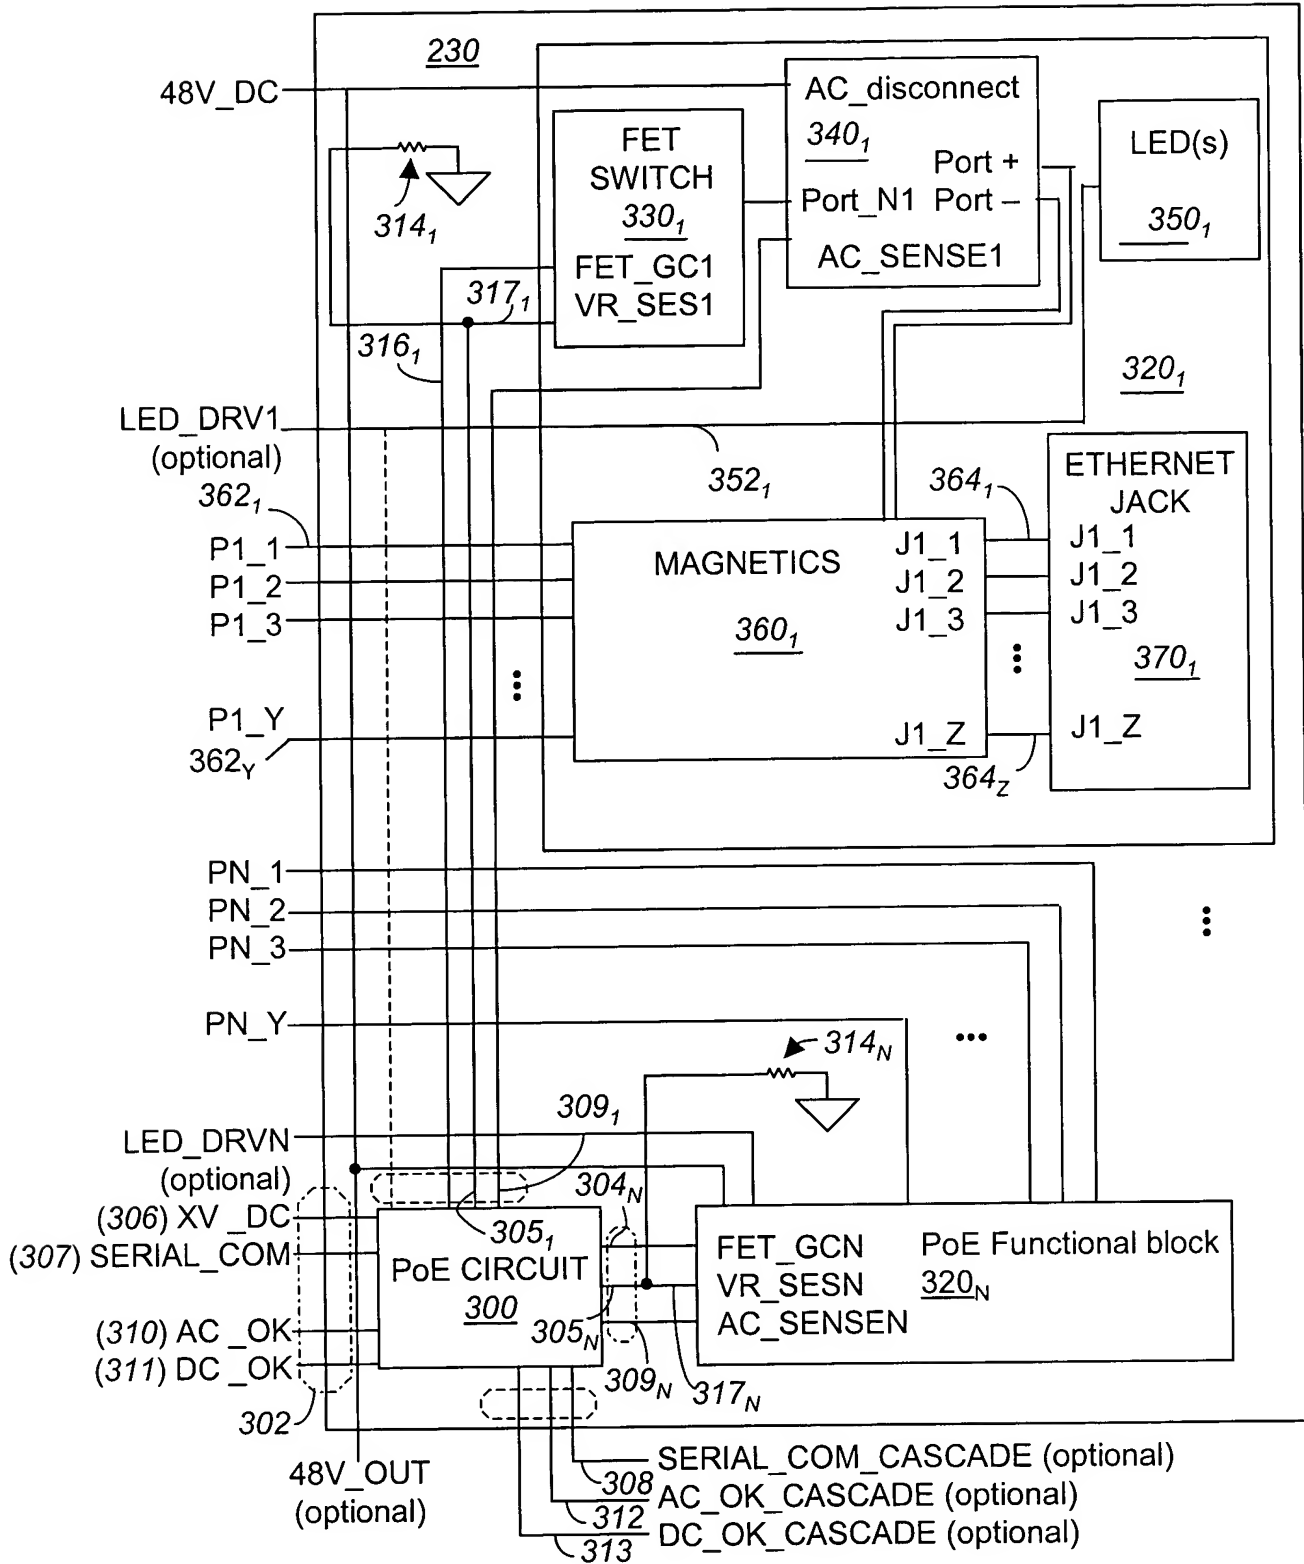 230
48V_DC
AC_disconnect
340₁
Port +
Port_N1 Port –
AC_SENSE1
FET
SWITCH
330₁
FET_GC1
VR_SES1
LED(s)
350₁
314₁
317₁
316₁
320₁
LED_DRV1
(optional)
352₁
362₁
P1_1
P1_2
P1_3
P1_Y
362Y
MAGNETICS
360₁
J1_1
J1_2
J1_3
J1_Z
364₁
364Z
ETHERNET
JACK
J1_1
J1_2
J1_3
370₁
J1_Z
PN_1
PN_2
PN_3
PN_Y
314N
309₁
LED_DRVN
(optional)
304N
(306) XV_DC
(307) SERIAL_COM
(310) AC_OK
(311) DC_OK
302
305₁
PoE CIRCUIT
300
305N
309N
317N
FET_GCN
VR_SESN
AC_SENSEN
PoE Functional block
320N
48V_OUT
(optional)
308
SERIAL_COM_CASCADE (optional)
312
AC_OK_CASCADE (optional)
313
DC_OK_CASCADE (optional)